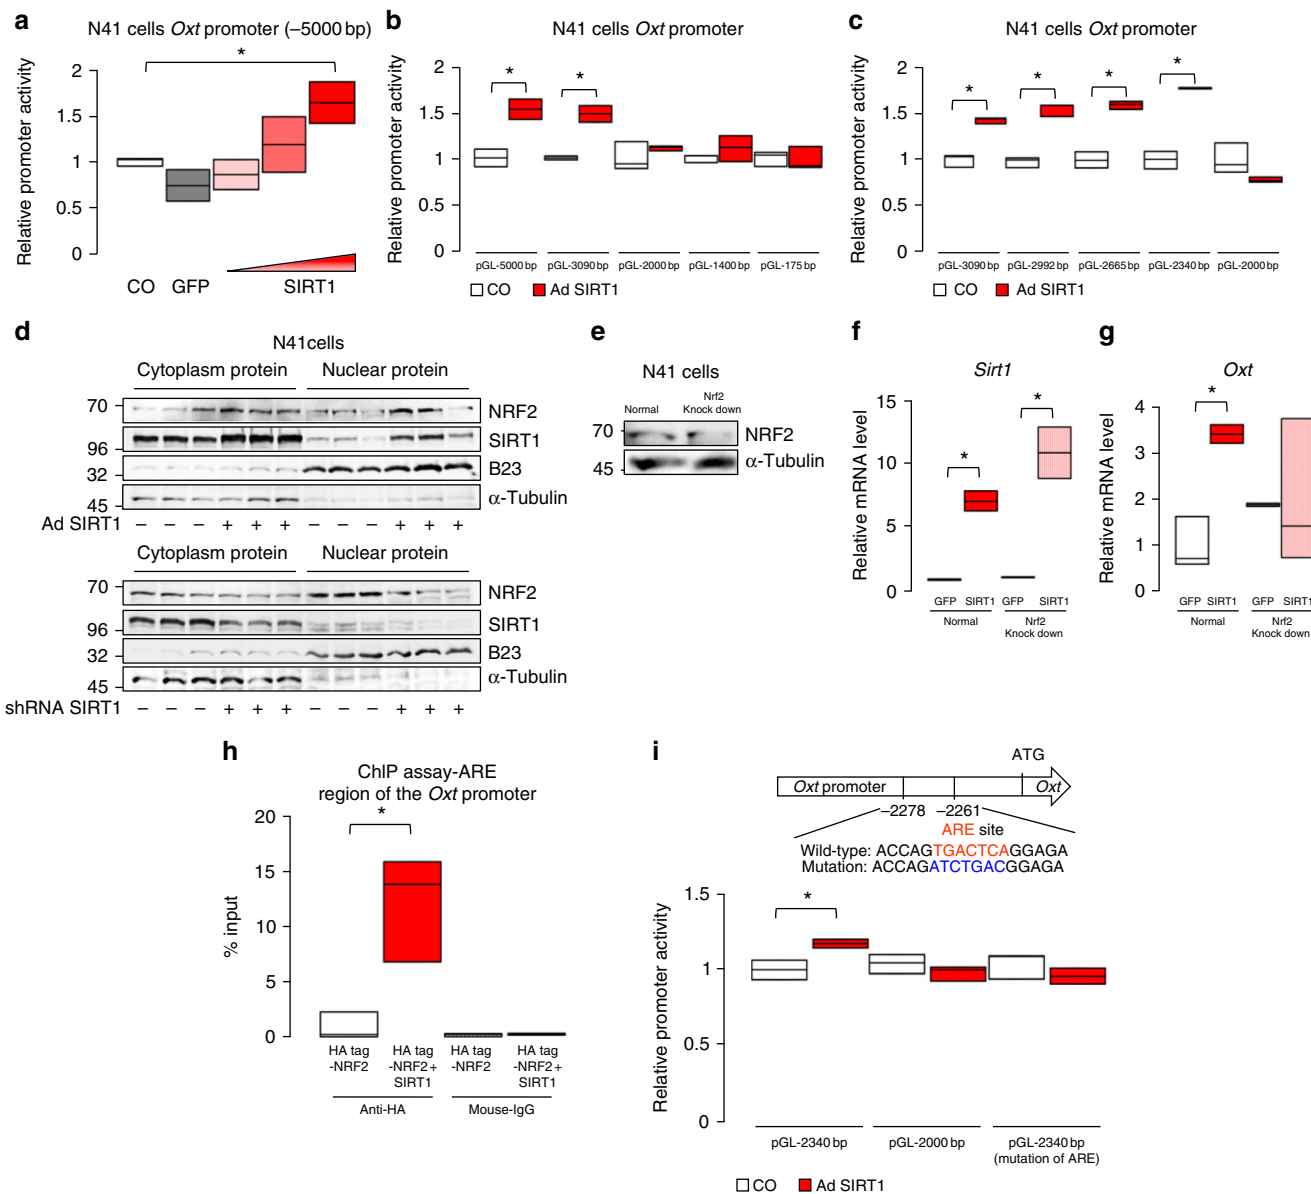 a
N41 cells Oxt promoter (–5000 bp)
*
Relative promoter activity
2
1.5
1
0.5
0
CO GFP SIRT1
b
N41 cells Oxt promoter
Relative promoter activity
2
1.5
1
0.5
0
* *
pGL-5000 bp pGL-3090 bp pGL-2000 bp pGL-1400 bp pGL-175 bp
CO Ad SIRT1
c
N41 cells Oxt promoter
Relative promoter activity
2
1.5
1
0.5
0
* * * *
pGL-3090 bp pGL-2992 bp pGL-2665 bp pGL-2340 bp pGL-2000 bp
CO Ad SIRT1
d
N41cells
Cytoplasm protein Nuclear protein
70 NRF2
96 SIRT1
32 B23
45 α-Tubulin
Ad SIRT1 – – – + + + – – – + + +
Cytoplasm protein Nuclear protein
70 NRF2
96 SIRT1
32 B23
45 α-Tubulin
shRNA SIRT1 – – – + + + – – – + + +
e
N41 cells
Normal Nrf2
Knock down
70 NRF2
45 α-Tubulin
f
Sirt1
Relative mRNA level
15
10
5
0
* *
GFP SIRT1 GFP SIRT1
Normal Nrf2
Knock down
g
Oxt
Relative mRNA level
4
3
2
1
0
*
GFP SIRT1 GFP SIRT1
Normal Nrf2
Knock down
h
ChIP assay-ARE
region of the Oxt promoter
*
% input
20
15
10
5
0
HA tag HA tag HA tag HA tag
-NRF2 -NRF2+ -NRF2 -NRF2+
SIRT1 SIRT1
Anti-HA Mouse-IgG
i
ATG
Oxt promoter Oxt
–2278 –2261
ARE site
Wild-type: ACCAGTGACTCAGGAGA
Mutation: ACCAGATCTGACGGAGA
Relative promoter activity
1.5
1
0.5
0
*
pGL-2340 bp pGL-2000 bp pGL-2340 bp
(mutation of ARE)
CO Ad SIRT1